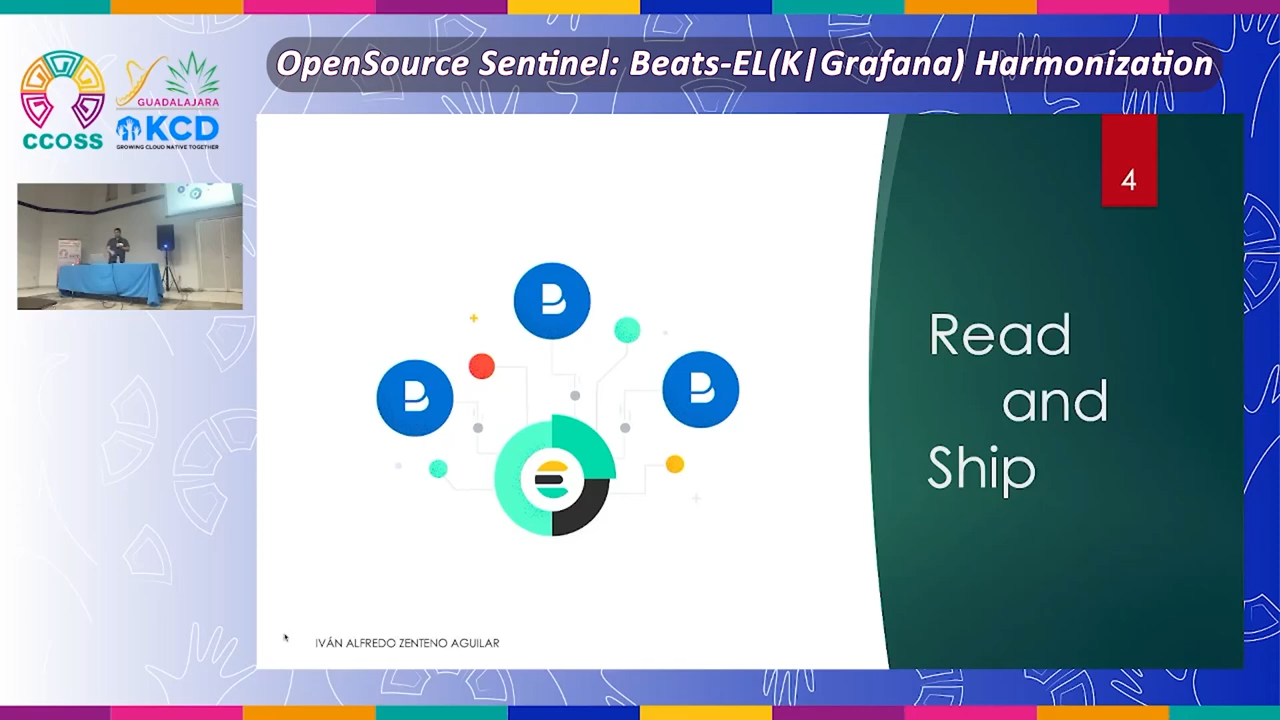 OpenSource Sentinel: Beats-EL(K|Grafana) Harmonization
CCOSS
GUADALAJARA
KCD
GROWING CLOUD NATIVE TOGETHER
4
Read
and
Ship
IVÁN ALFREDO ZENTENO AGUILAR